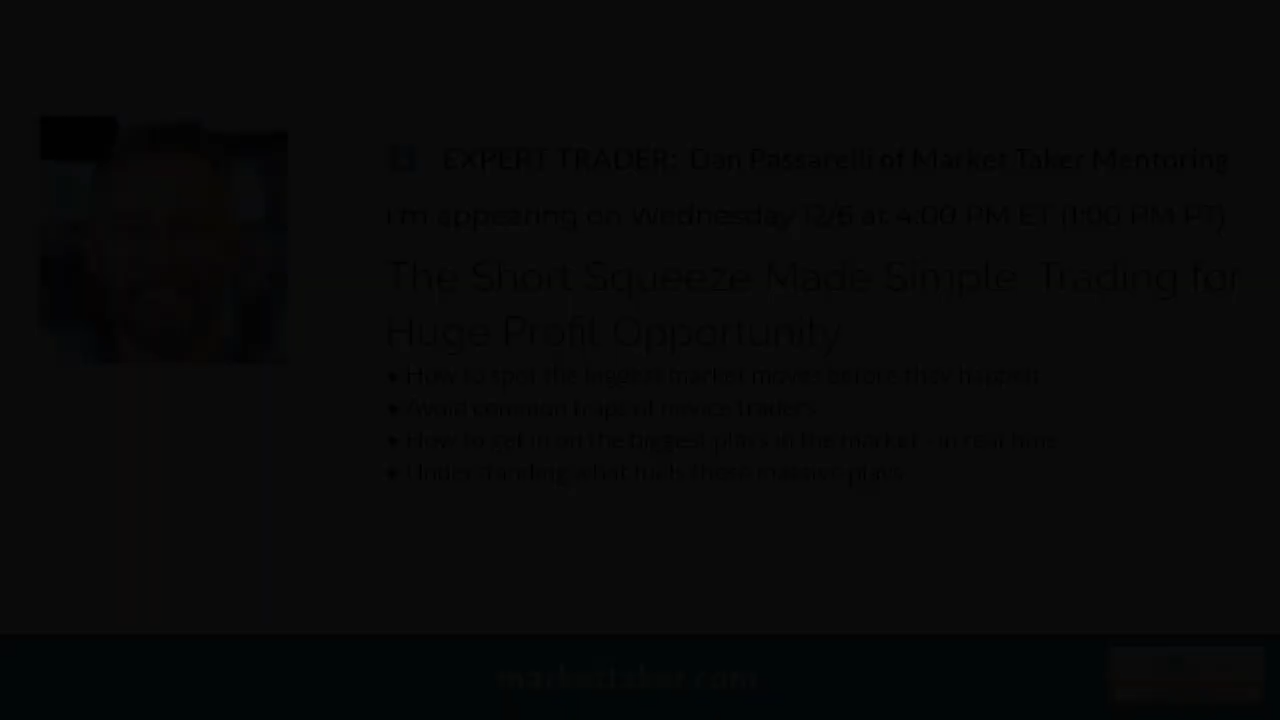 EXPERT TRADER: Dan Passarelli of Market Taker Mentoring
I'm appearing on Wednesday 12/6 at 4:00 PM ET (1:00 PM PT)
The Short Squeeze Made Simple: Trading for
Huge Profit Opportunity
• How to spot the biggest market moves before they happen
• Avoid common traps of novice traders
• How to get in on the biggest plays in the market - in real time
• Understanding what fuels these massive plays
markettaker.com